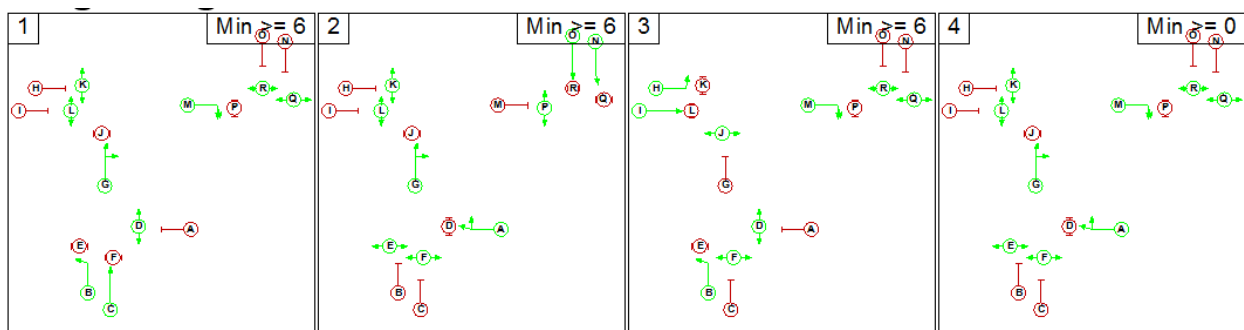 1 Min >= 6 2 Min >= 6 3 Min >= 6 4 Min >= 0
O N O N O N O N
H K R Q H K R Q H K R Q H K R Q
I L M P I L M P I L M P I L M P
J J J J
G G G G
D A D A D A D A
E F E F E F E F
B C B C B C B C